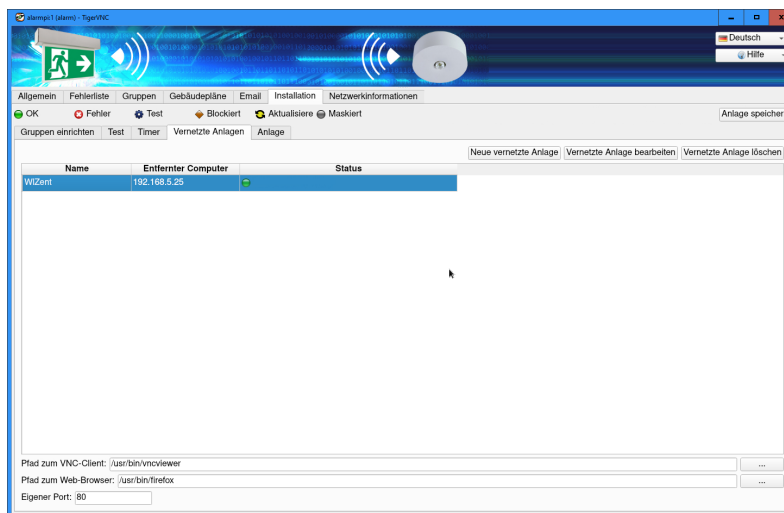 alarmpi:1 (alarm) - TigerVNC
Deutsch
Hilfe
Allgemein Fehlerliste Gruppen Gebäudepläne Email Installation Netzwerkinformationen
OK Fehler Test Blockiert Aktualisiere Maskiert Anlage speicher
Gruppen einrichten Test Timer Vernetzte Anlagen Anlage
Neue vernetzte Anlage Vernetzte Anlage bearbeiten Vernetzte Anlage löschen
Name Entfernter Computer Status
WIZent 192.168.5.25
Pfad zum VNC-Client: /usr/bin/vncviewer ...
Pfad zum Web-Browser: /usr/bin/firefox ...
Eigener Port: 80